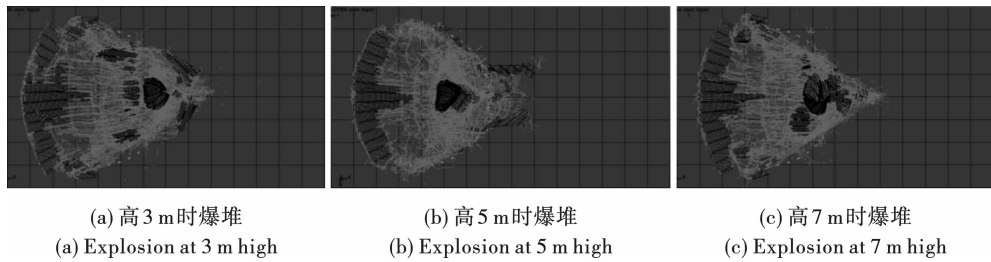 (a) 高3 m时爆堆
(b) 高5 m时爆堆
(c) 高7 m时爆堆
(a) Explosion at 3 m high
(b) Explosion at 5 m high
(c) Explosion at 7 m high